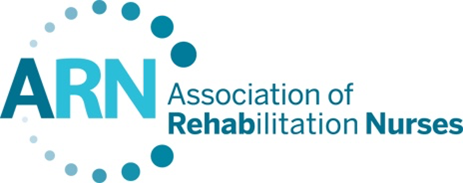 ARN
Association of
Rehabilitation Nurses